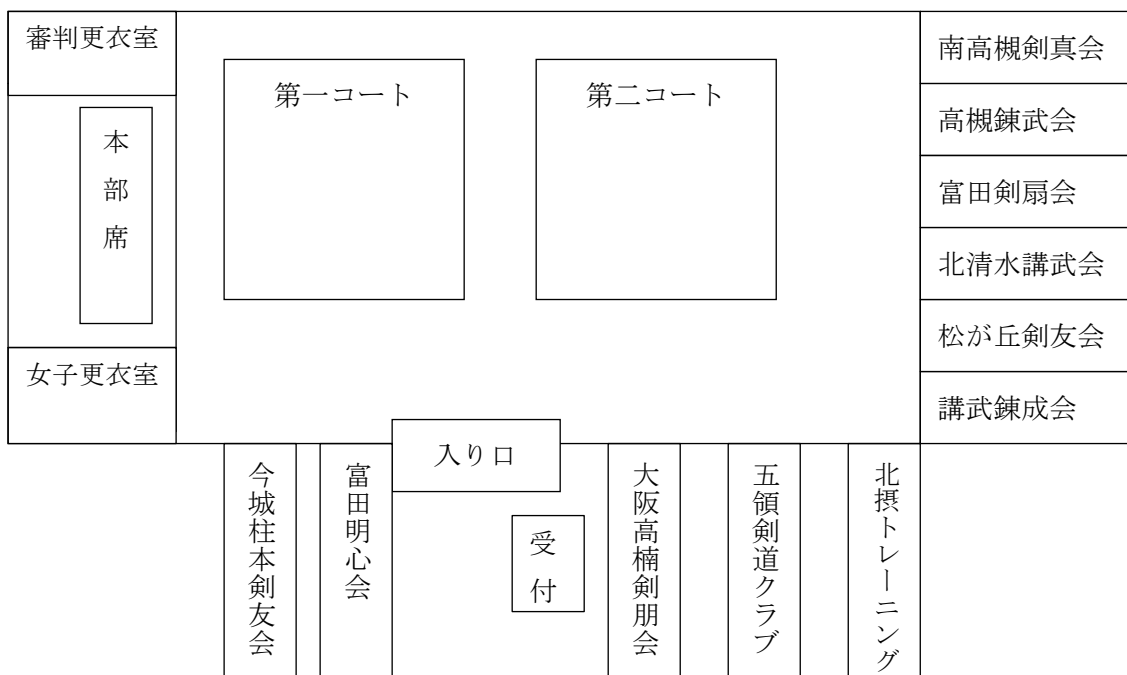 審判更衣室
第一コート
第二コート
本部席
女子更衣室
南高槻剣真会
高槻錬武会
富田剣扇会
北清水講武会
松が丘剣友会
講武錬成会
入り口
受付
今城柱本剣友会
富田明心会
大阪高楠剣朋会
五領剣道クラブ
北摂トレーニング